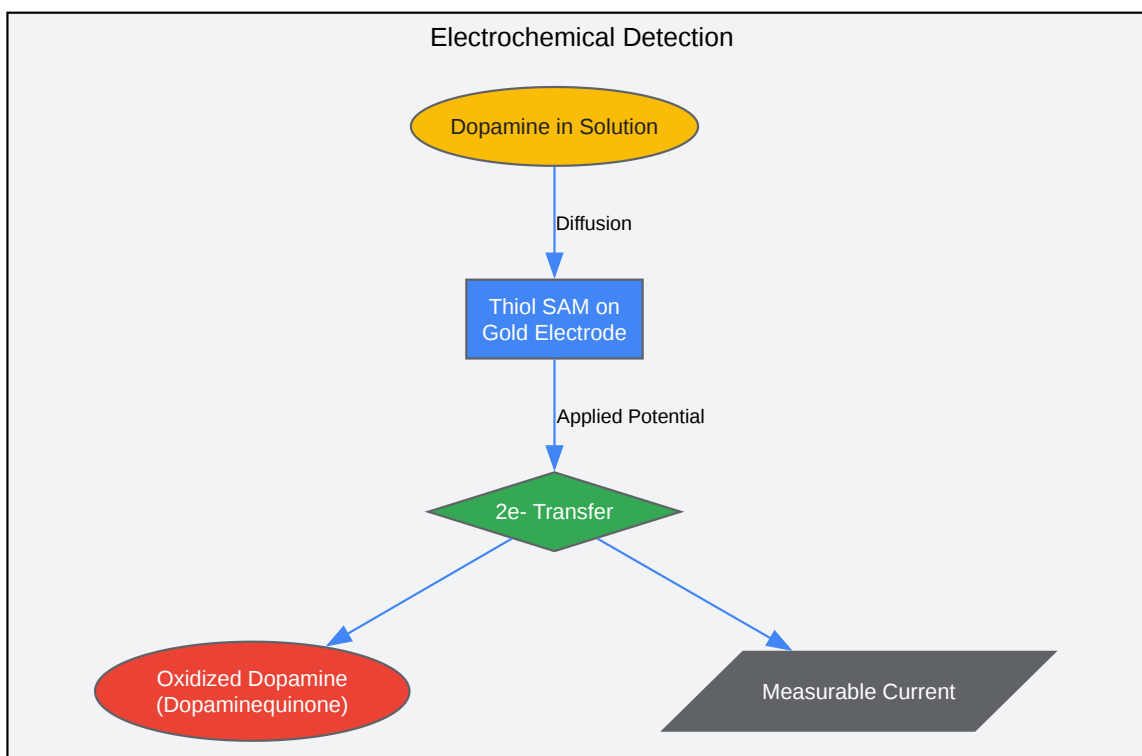 Electrochemical Detection
Dopamine in Solution
Diffusion
Thiol SAM on
Gold Electrode
Applied Potential
2e- Transfer
Oxidized Dopamine
(Dopaminequinone)
Measurable Current